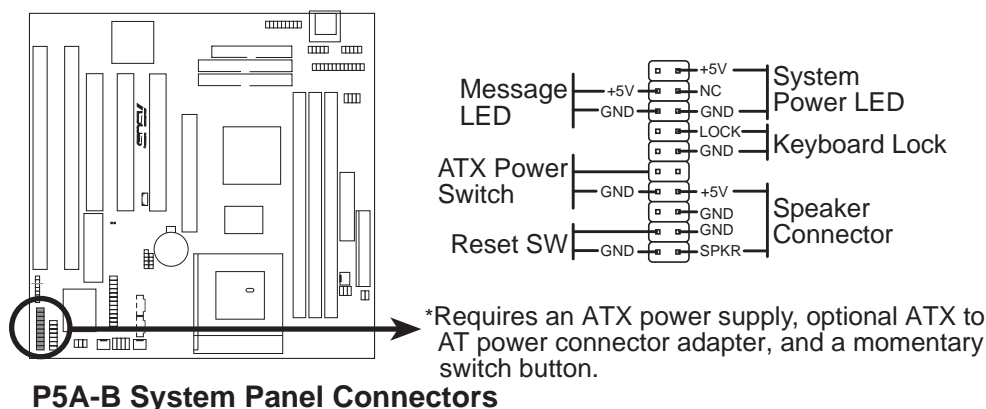 ASUS
Message
LED
+5V
GND
ATX Power
Switch
GND
Reset SW
GND
+5V
NC
GND
System
Power LED
LOCK
GND
Keyboard Lock
+5V
GND
GND
SPKR
Speaker
Connector
*Requires an ATX power supply, optional ATX to
AT power connector adapter, and a momentary
switch button.
P5A-B System Panel Connectors